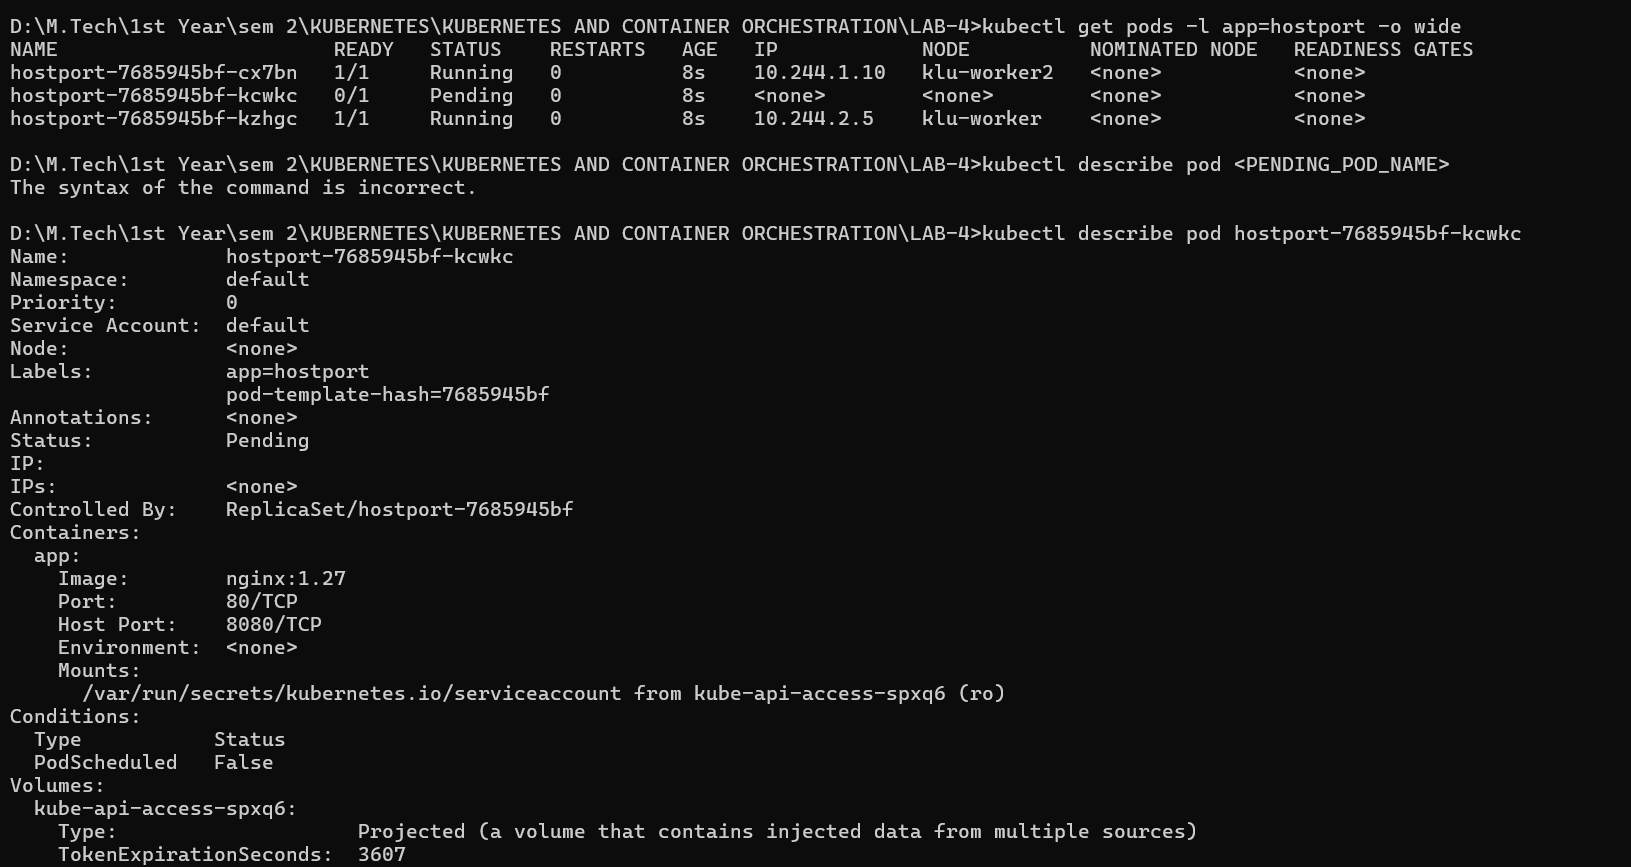 D:\M.Tech\1st Year\sem 2\KUBERNETES\KUBERNETES AND CONTAINER ORCHESTRATION\LAB-4>kubectl get pods -l app=hostport -o wide
NAME                       READY   STATUS    RESTARTS   AGE   IP            NODE          NOMINATED NODE   READINESS GATES
hostport-7685945bf-cx7bn   1/1     Running   0          8s    10.244.1.10   klu-worker2   <none>           <none>
hostport-7685945bf-kcwkc   0/1     Pending   0          8s    <none>        <none>        <none>           <none>
hostport-7685945bf-kzhgc   1/1     Running   0          8s    10.244.2.5    klu-worker    <none>           <none>

D:\M.Tech\1st Year\sem 2\KUBERNETES\KUBERNETES AND CONTAINER ORCHESTRATION\LAB-4>kubectl describe pod <PENDING_POD_NAME>
The syntax of the command is incorrect.

D:\M.Tech\1st Year\sem 2\KUBERNETES\KUBERNETES AND CONTAINER ORCHESTRATION\LAB-4>kubectl describe pod hostport-7685945bf-kcwkc
Name:             hostport-7685945bf-kcwkc
Namespace:        default
Priority:         0
Service Account:  default
Node:             <none>
Labels:           app=hostport
                  pod-template-hash=7685945bf
Annotations:      <none>
Status:           Pending
IP:
IPs:              <none>
Controlled By:    ReplicaSet/hostport-7685945bf
Containers:
  app:
    Image:        nginx:1.27
    Port:         80/TCP
    Host Port:    8080/TCP
    Environment:  <none>
    Mounts:
      /var/run/secrets/kubernetes.io/serviceaccount from kube-api-access-spxq6 (ro)
Conditions:
  Type           Status
  PodScheduled   False
Volumes:
  kube-api-access-spxq6:
    Type:                    Projected (a volume that contains injected data from multiple sources)
    TokenExpirationSeconds:  3607